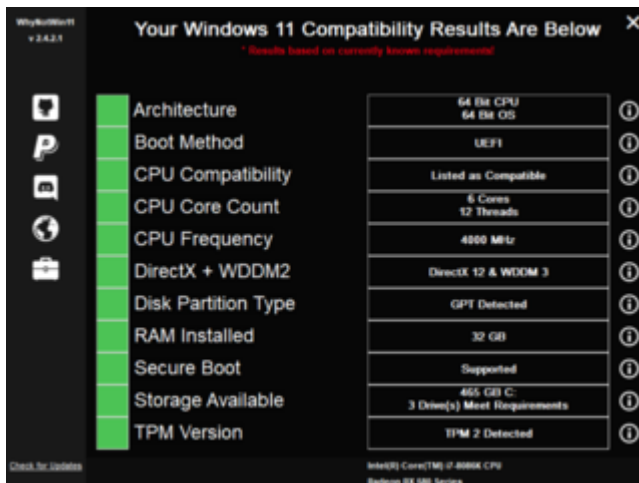 WhyNotWin11
v 2.4.2.1
Your Windows 11 Compatibility Results Are Below
* Results based on currently known requirements!
Architecture
64 Bit CPU
64 Bit OS
Boot Method
UEFI
CPU Compatibility
Listed as Compatible
CPU Core Count
6 Cores
12 Threads
CPU Frequency
4000 MHz
DirectX + WDDM2
DirectX 12 & WDDM 3
Disk Partition Type
GPT Detected
RAM Installed
32 GB
Secure Boot
Supported
Storage Available
465 GB C:
3 Drive(s) Meet Requirements
TPM Version
TPM 2 Detected
Check for Updates
Intel(R) Core(TM) i7-8086K CPU
Radeon RX 580 Series